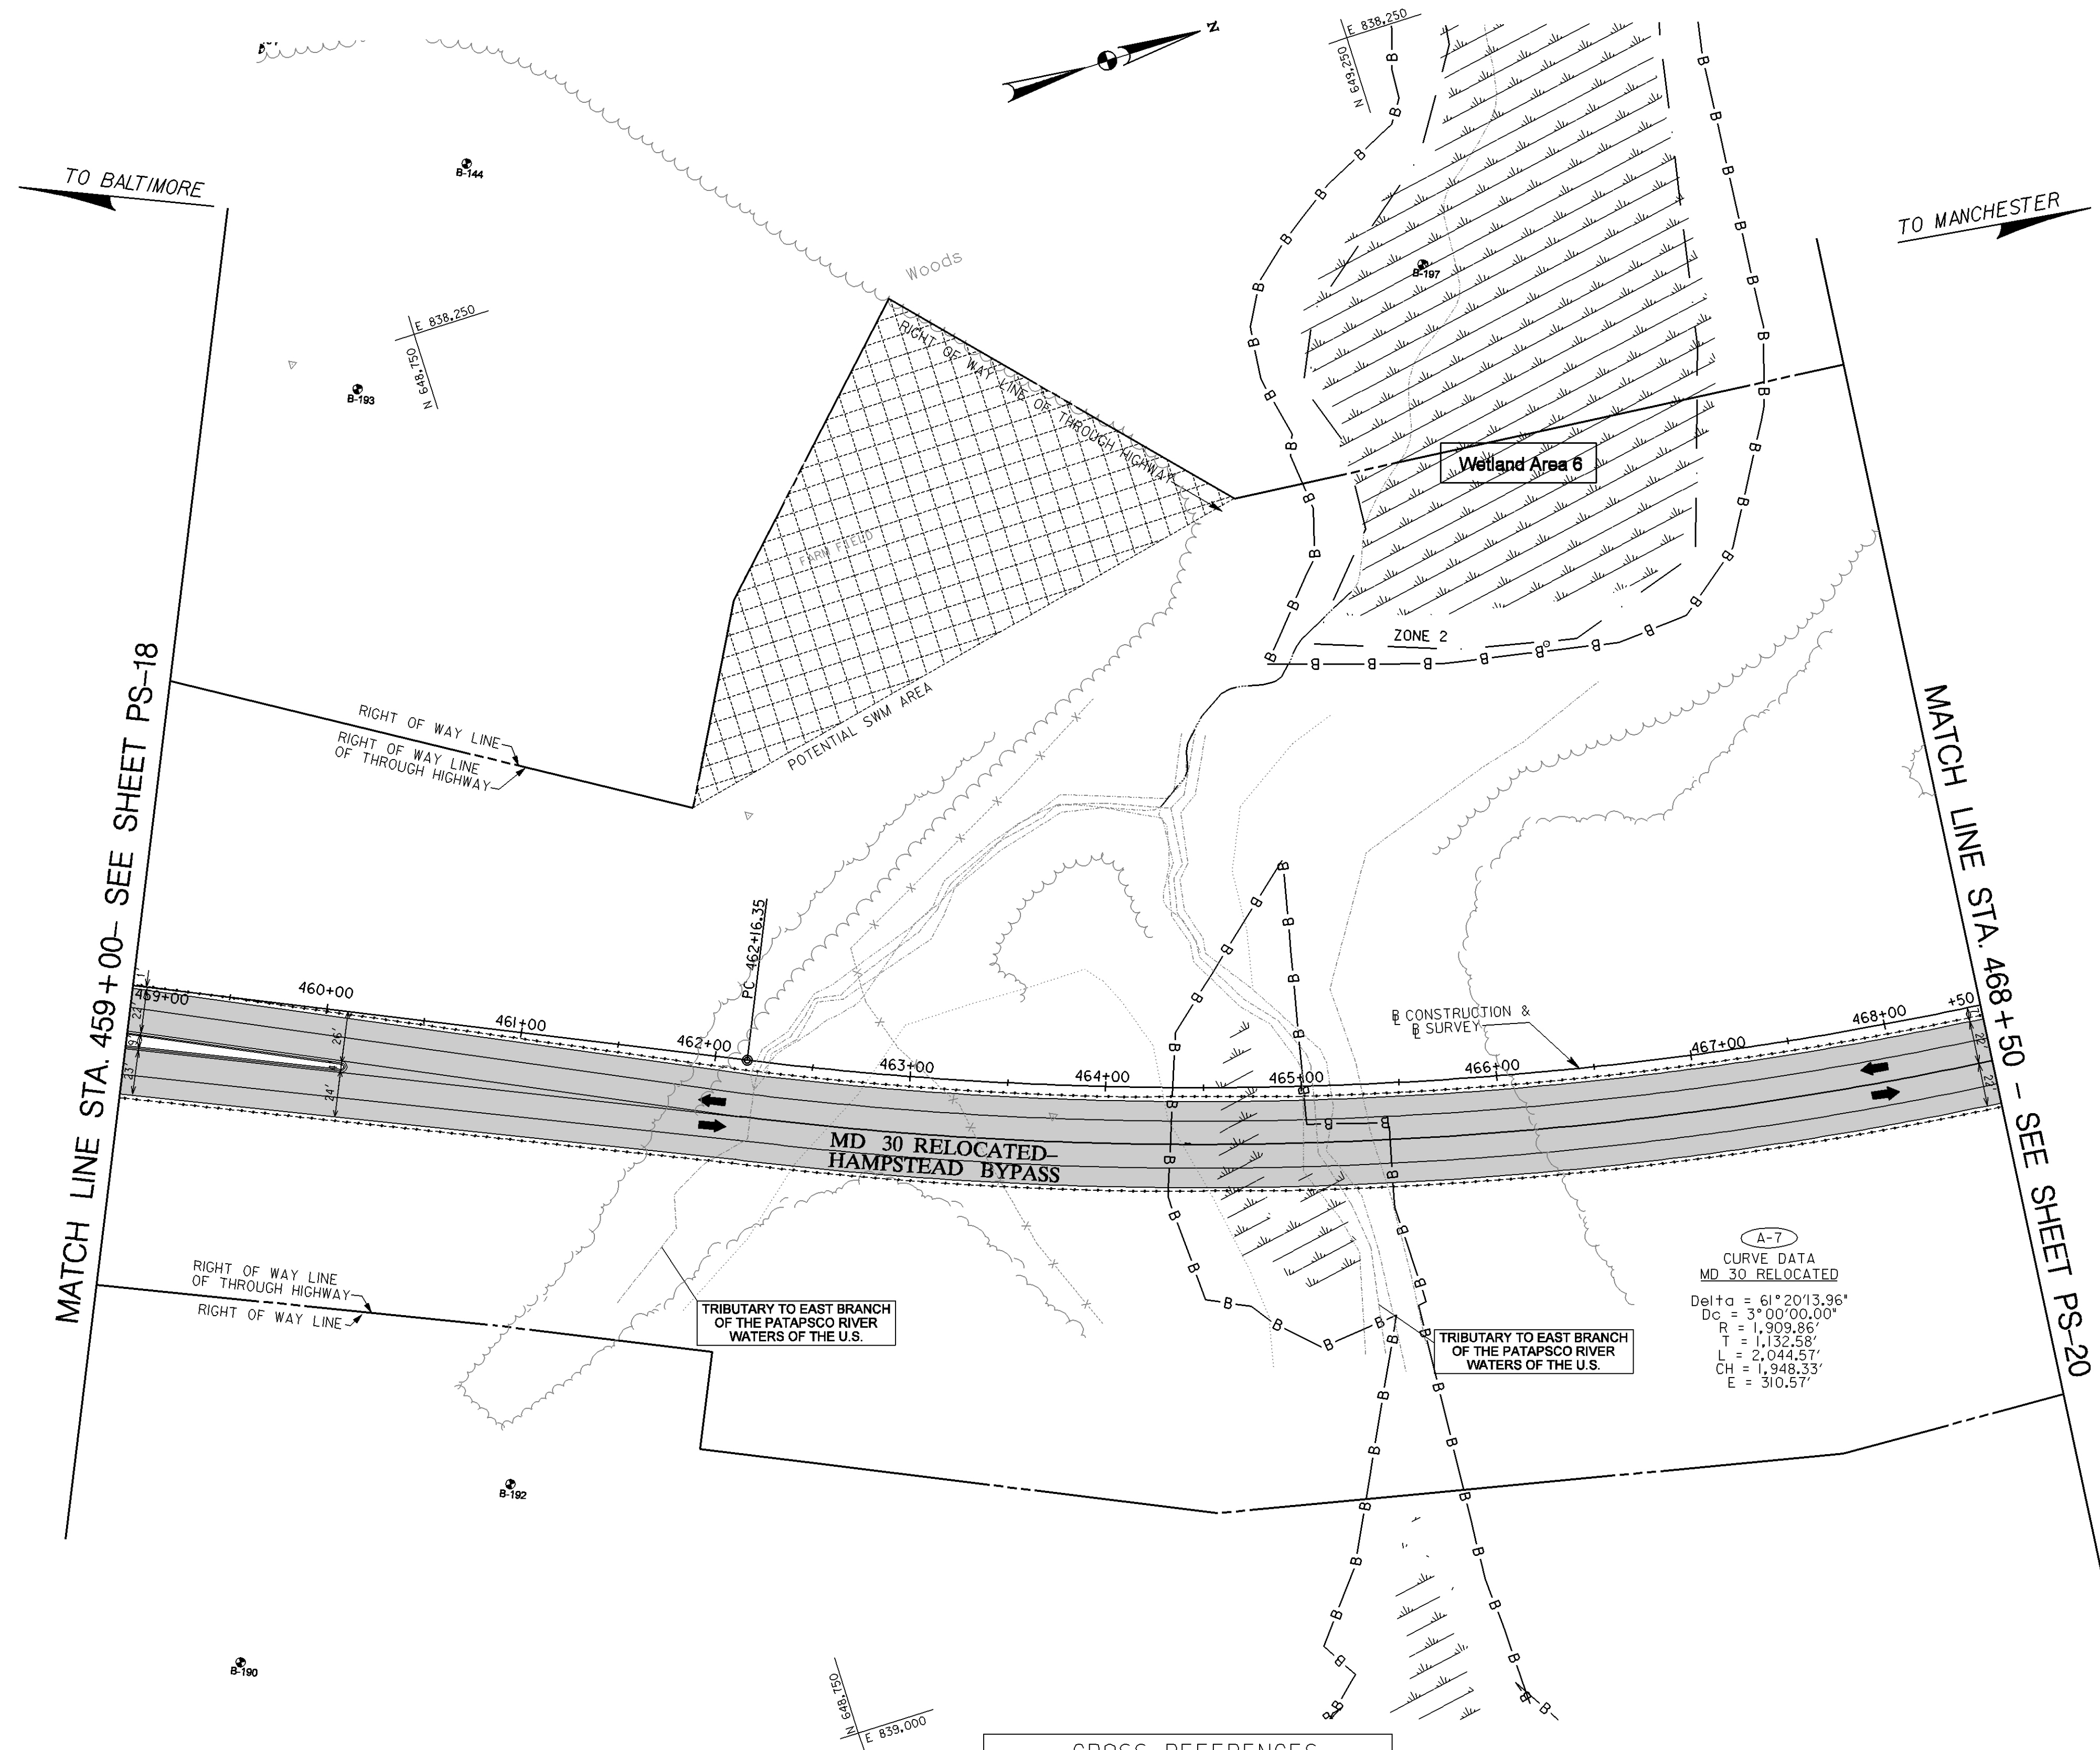 N
E 838,250
N 649,250
TO BALTIMORE
TO MANCHESTER
B-144
B-197
B-193
E 838,250
N 648,750
Woods
RIGHT OF WAY LINE OF THROUGH HIGHWAY
Wetland Area 6
FARM FIELD
ZONE 2
POTENTIAL SWM AREA
RIGHT OF WAY LINE
RIGHT OF WAY LINE
OF THROUGH HIGHWAY
MATCH LINE STA. 459+00- SEE SHEET PS-18
MATCH LINE STA. 468+50 - SEE SHEET PS-20
PC 462+16.35
459+00
460+00
461+00
462+00
463+00
464+00
465+00
466+00
467+00
468+00
+50
22'
23'
26'
24'
24'
B CONSTRUCTION &
B SURVEY
MD 30 RELOCATED-
HAMPSTEAD BYPASS
RIGHT OF WAY LINE
OF THROUGH HIGHWAY
RIGHT OF WAY LINE
TRIBUTARY TO EAST BRANCH
OF THE PATAPSCO RIVER
WATERS OF THE U.S.
TRIBUTARY TO EAST BRANCH
OF THE PATAPSCO RIVER
WATERS OF THE U.S.
A-7
CURVE DATA
MD 30 RELOCATED
Delta = 61°20'13.96"
Dc = 3°00'00.00"
R = 1,909.86'
T = 1,132.58'
L = 2,044.57'
CH = 1,948.33'
E = 310.57'
B-192
B-190
N 648,750
E 839,000
CROSS REFERENCES